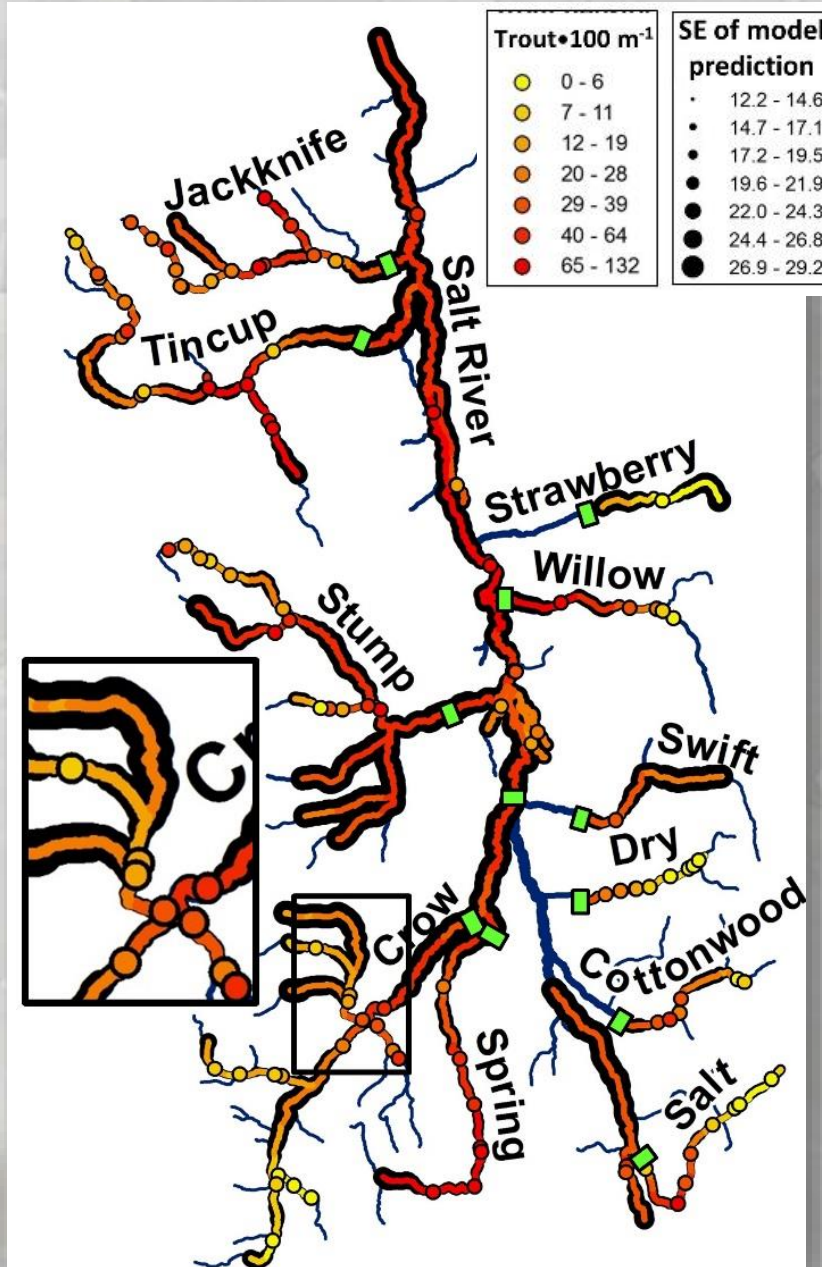 Trout•100 m⁻¹
0 - 6
7 - 11
12 - 19
20 - 28
29 - 39
40 - 64
65 - 132
SE of model
prediction
12.2 - 14.6
14.7 - 17.1
17.2 - 19.5
19.6 - 21.9
22.0 - 24.3
24.4 - 26.8
26.9 - 29.2
Jackknife
Salt River
Tincup
Strawberry
Willow
Stump
Swift
Dry
Cr
Crow
Cottonwood
Spring
Salt